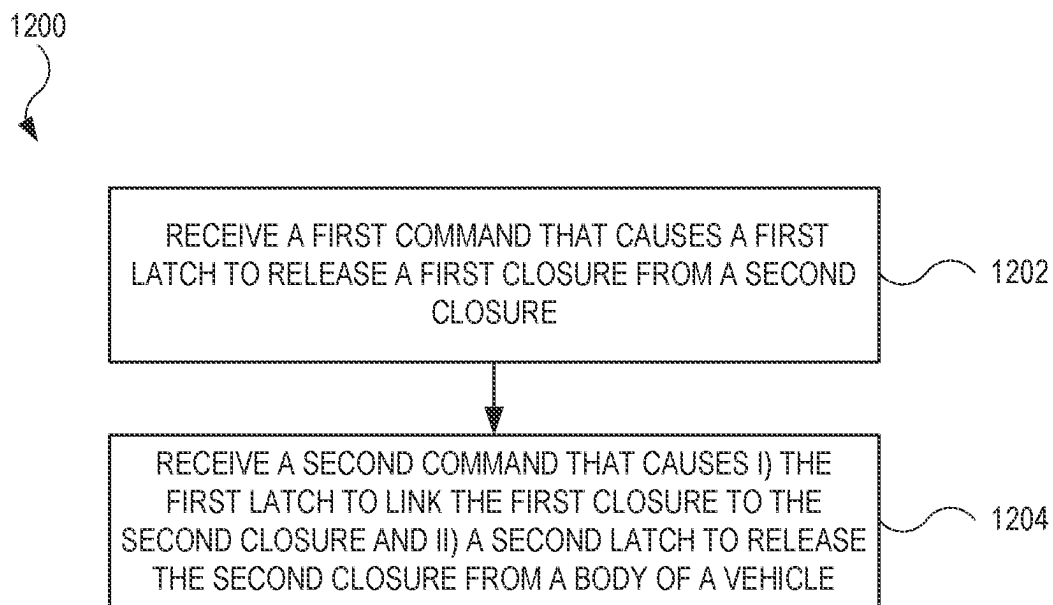 1200
RECEIVE A FIRST COMMAND THAT CAUSES A FIRST
LATCH TO RELEASE A FIRST CLOSURE FROM A SECOND
CLOSURE
1202
RECEIVE A SECOND COMMAND THAT CAUSES I) THE
FIRST LATCH TO LINK THE FIRST CLOSURE TO THE
SECOND CLOSURE AND II) A SECOND LATCH TO RELEASE
THE SECOND CLOSURE FROM A BODY OF A VEHICLE
1204